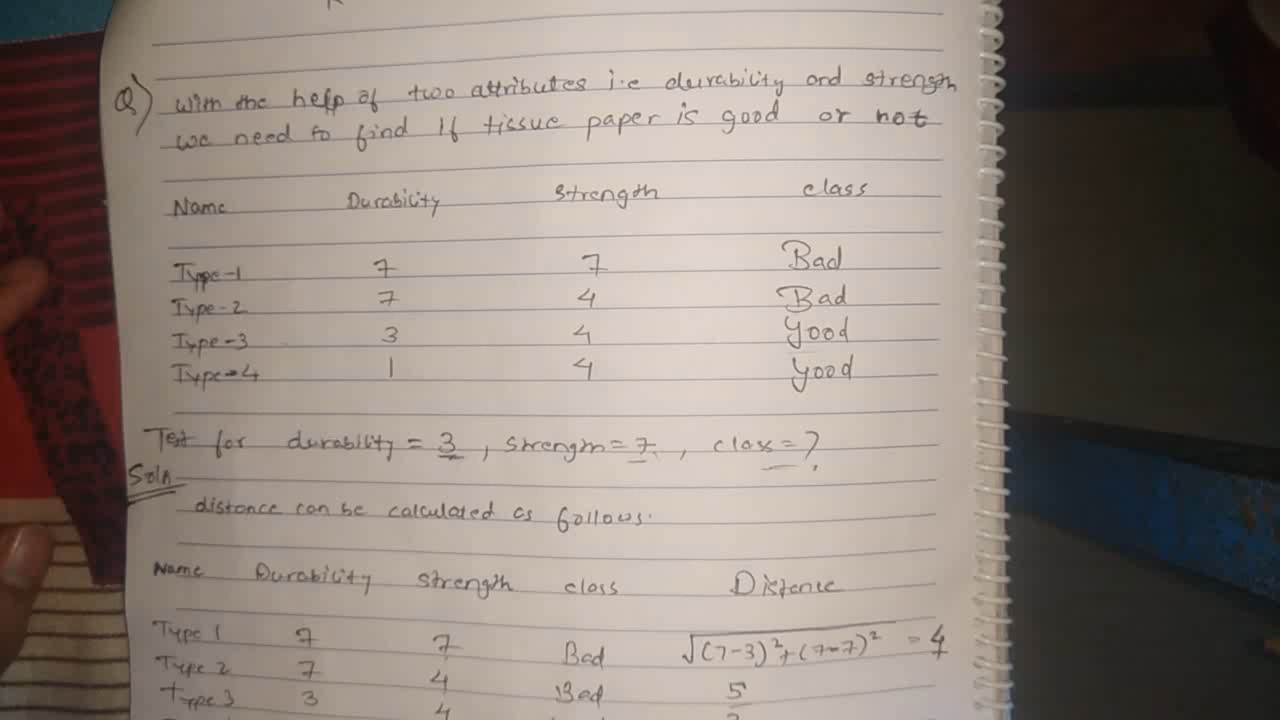 Q) With the help of two attributes i.e durability and strength
we need to find if tissue paper is good or not
Name Durability Strength class
Type-1 7 7 Bad
Type-2 7 4 Bad
Type-3 3 4 Good
Type-4 1 4 Good
Test for durability = 3, strength = 7, class = ?
Soln
distance can be calculated as follows.
Name Durability Strength class Distance
Type 1 7 7 Bad √(7-3)²+(7-7)² = 4
Type 2 7 4 Bad 5
Type 3 3 4